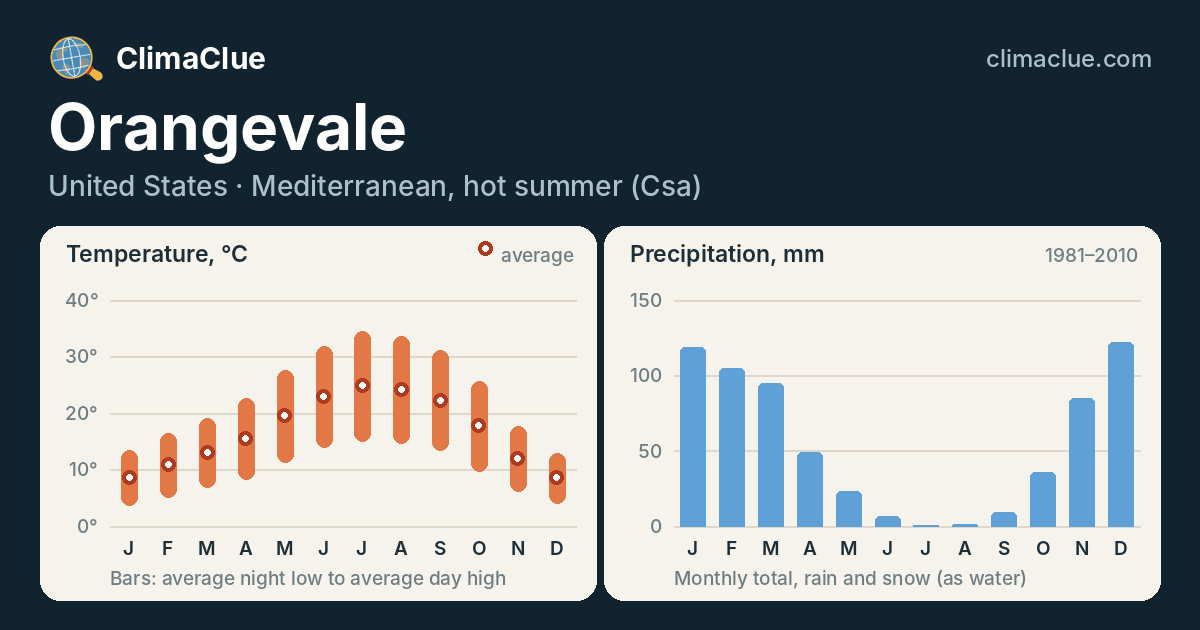 ClimaClue
climaclue.com
Orangevale
United States · Mediterranean, hot summer (Csa)
Temperature, °C
average
40°
30°
20°
10°
0°
J F M A M J J A S O N D
Bars: average night low to average day high
Precipitation, mm
1981–2010
150
100
50
0
J F M A M J J A S O N D
Monthly total, rain and snow (as water)